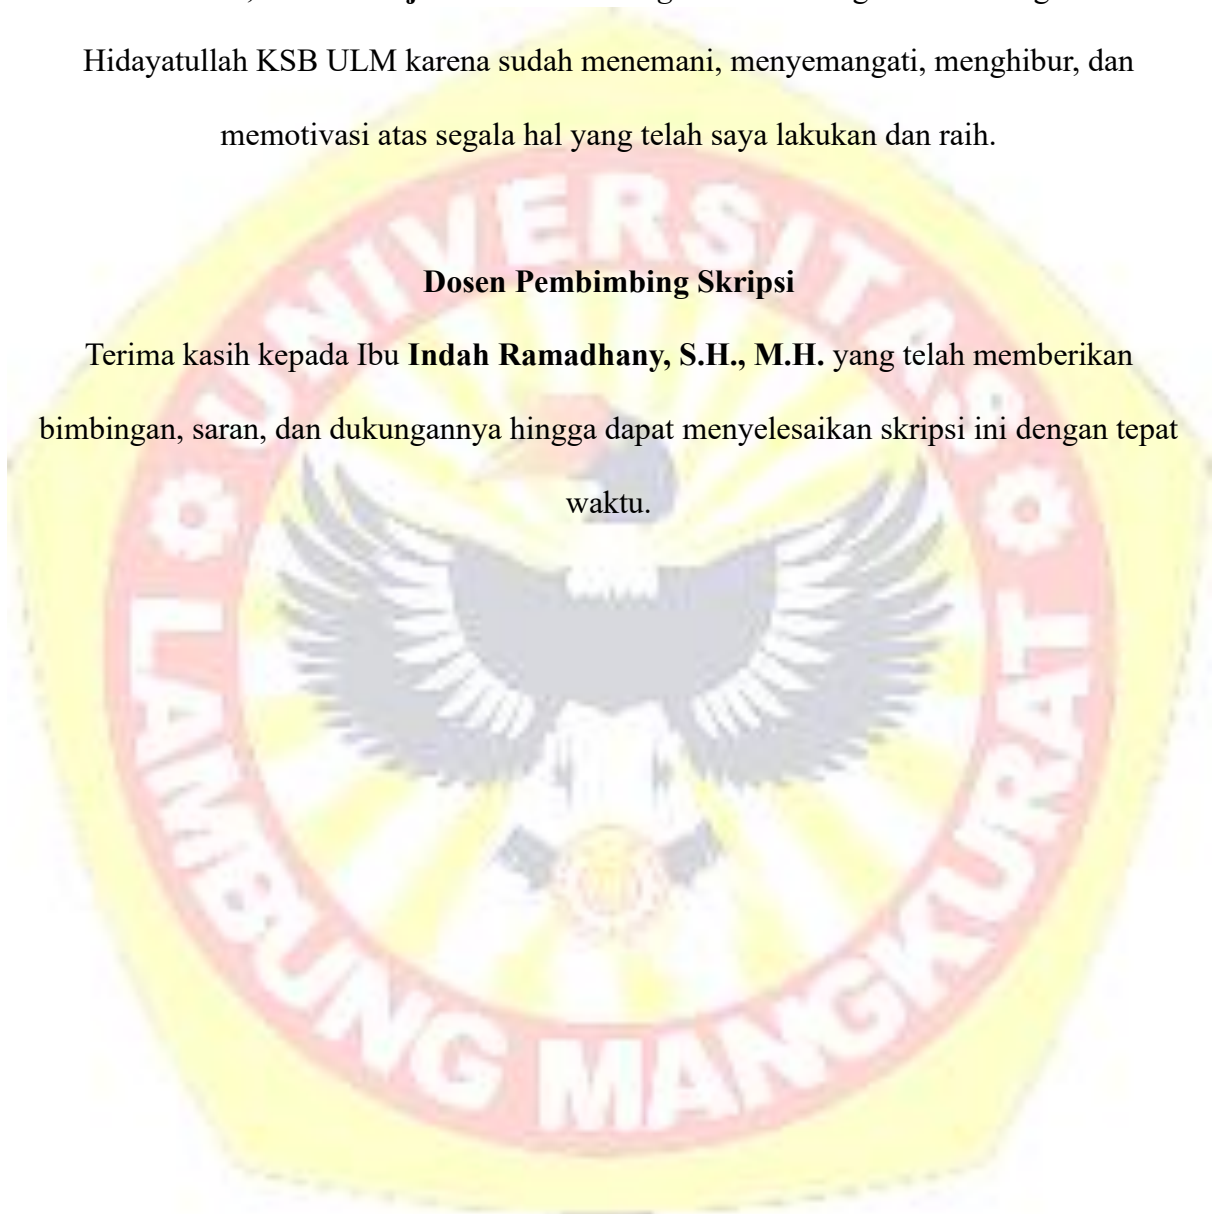 Hidayatullah KSB ULM karena sudah menemani, menyemangati, menghibur, dan
memotivasi atas segala hal yang telah saya lakukan dan raih.
Dosen Pembimbing Skripsi
Terima kasih kepada Ibu Indah Ramadhany, S.H., M.H. yang telah memberikan
bimbingan, saran, dan dukungannya hingga dapat menyelesaikan skripsi ini dengan tepat
waktu.
UNIVERSITAS
LAMBUNG MANGKURAT